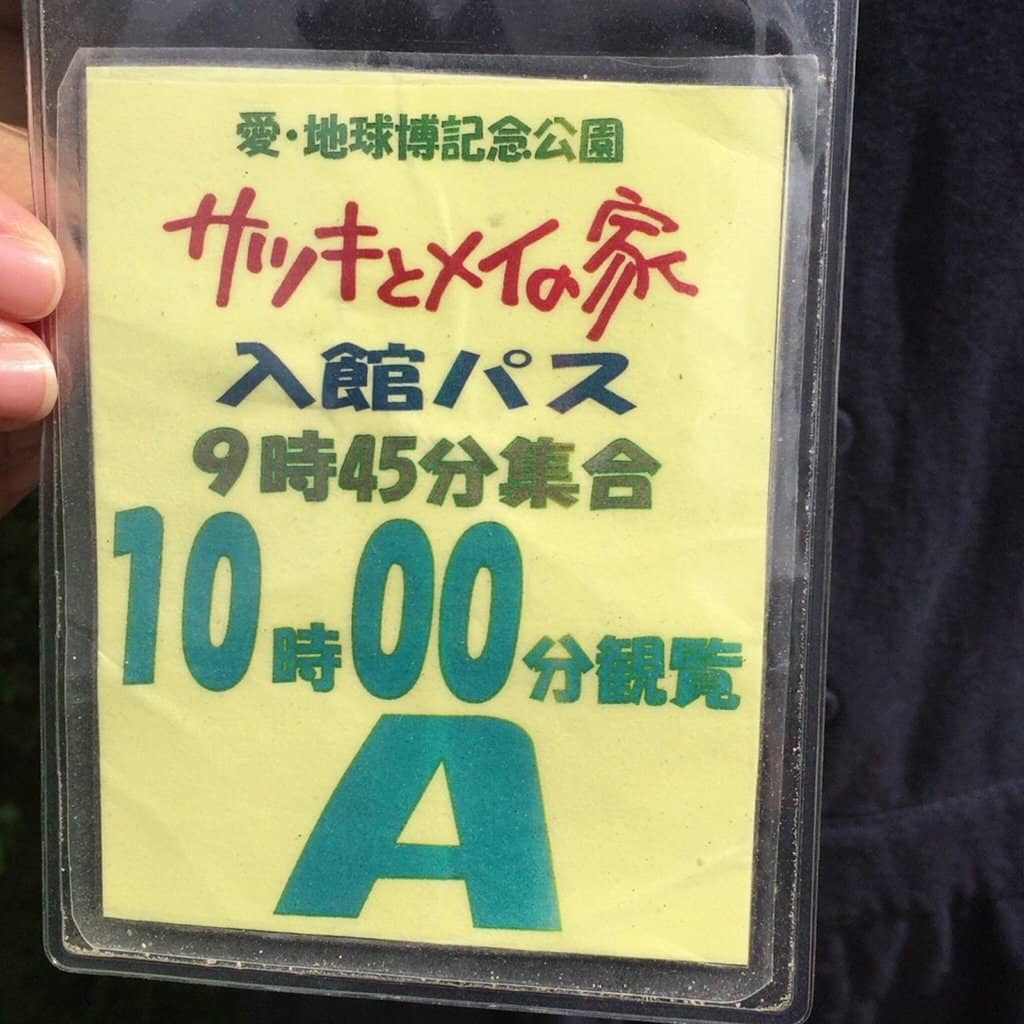 愛・地球博記念公園
サツキとメイの家
入館パス
9時45分集合
10時00分観覧
A